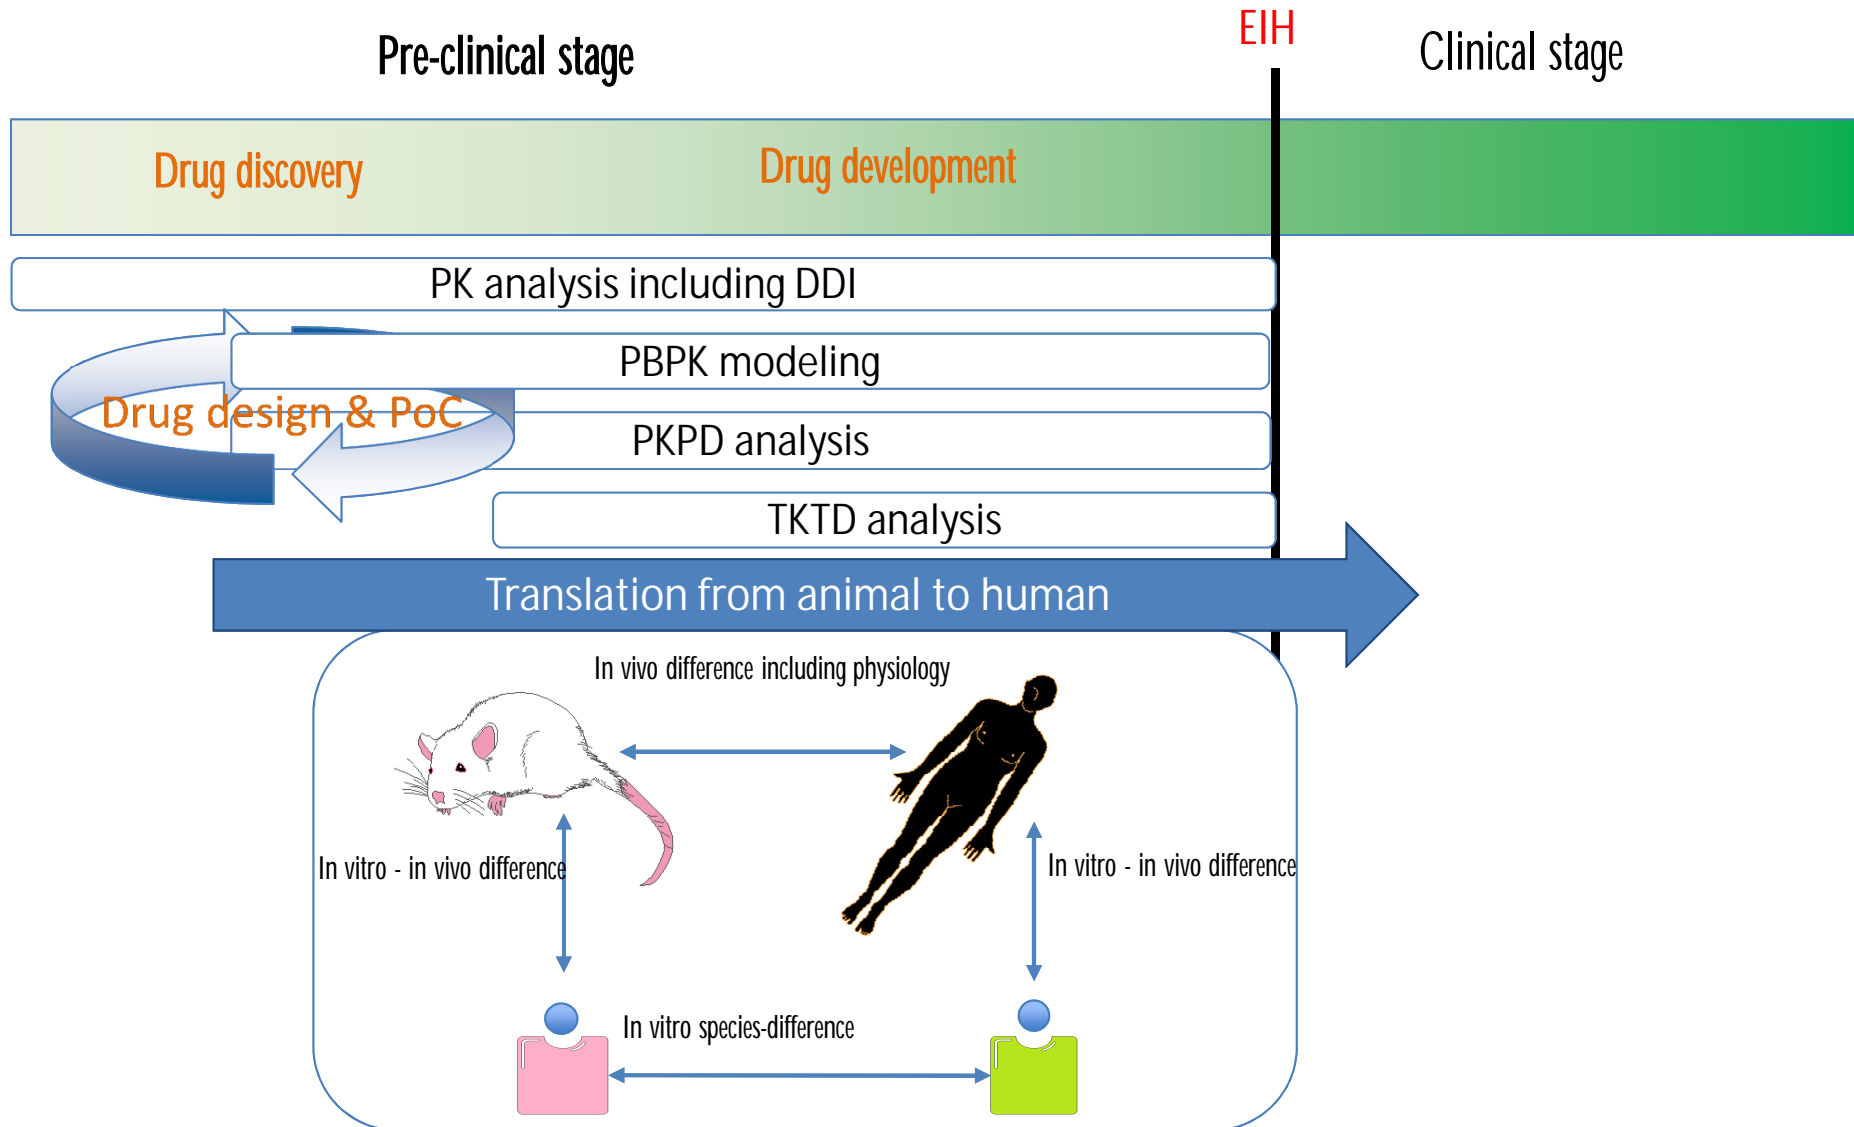 EIH
Pre-clinical stage
Clinical stage
Drug discovery
Drug development
PK analysis including DDI
PBPK modeling
Drug design & PoC
PKPD analysis
TKTD analysis
Translation from animal to human
In vivo difference including physiology
In vitro - in vivo difference
In vitro - in vivo difference
In vitro species-difference